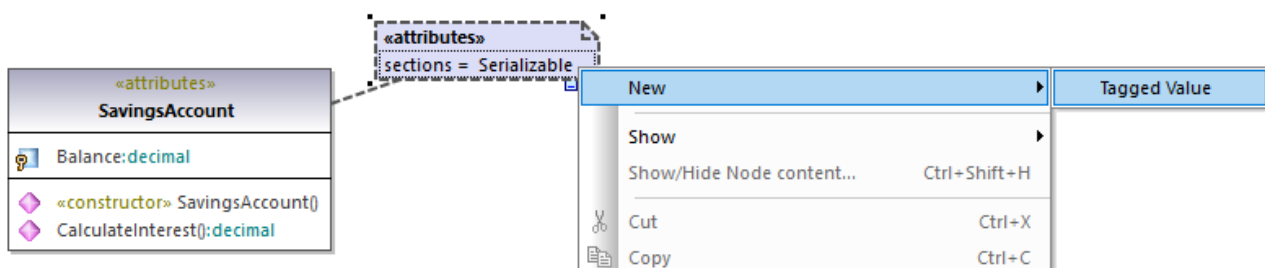 «attributes»
sections = Serializable
«attributes»
SavingsAccount
Balance:decimal
«constructor» SavingsAccount()
CalculateInterest():decimal
New
Tagged Value
Show
Show/Hide Node content... Ctrl+Shift+H
Cut Ctrl+X
Copy Ctrl+C